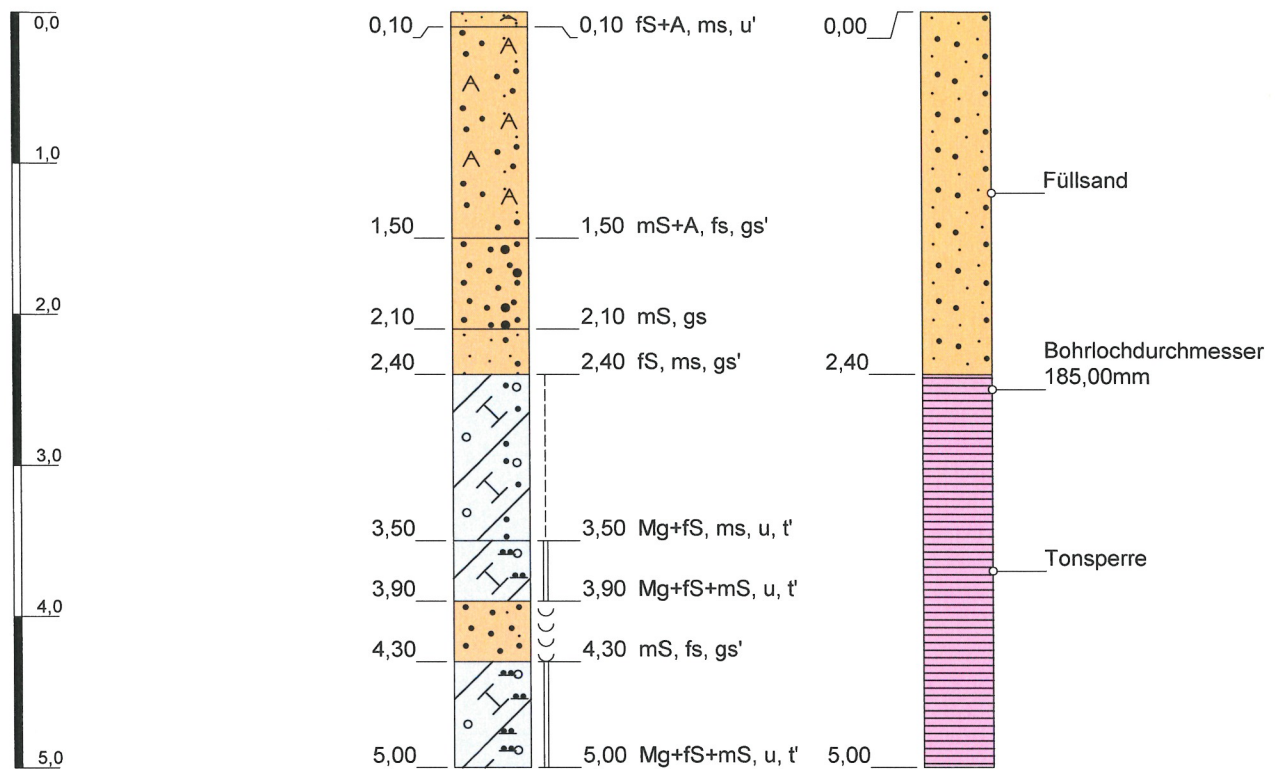 0,0
1,0
2,0
3,0
4,0
5,0
0,10
0,10 fS+A, ms, u'
1,50
1,50 mS+A, fs, gs'
2,10
2,10 mS, gs
2,40
2,40 fS, ms, gs'
3,50
3,50 Mg+fS, ms, u, t'
3,90
3,90 Mg+fS+mS, u, t'
4,30
4,30 mS, fs, gs'
5,00
5,00 Mg+fS+mS, u, t'
0,00
Füllsand
2,40
Bohrlochdurchmesser
185,00mm
Tonsperre
5,00
A
A
A
A
A